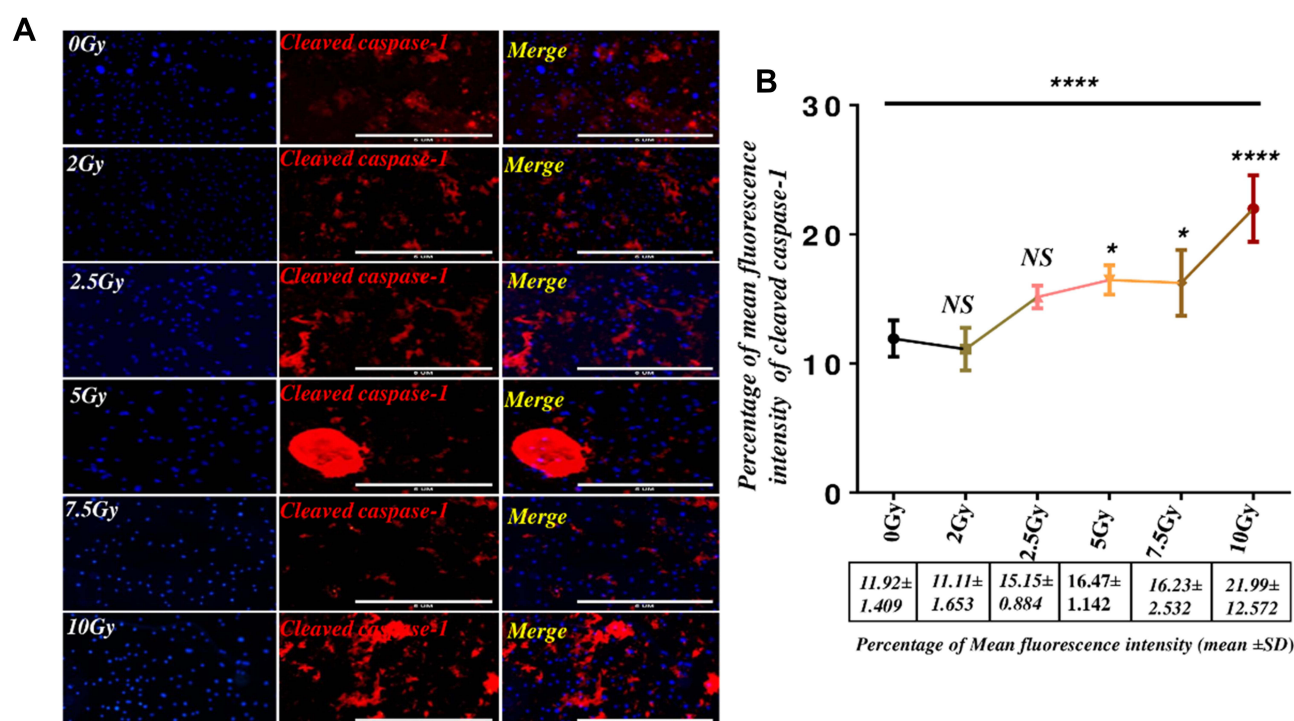 A
0Gy
Cleaved caspase-1
Merge
2Gy
Cleaved caspase-1
Merge
2.5Gy
Cleaved caspase-1
Merge
5Gy
Cleaved caspase-1
Merge
7.5Gy
Cleaved caspase-1
Merge
10Gy
Cleaved caspase-1
Merge
B
****
Percentage of mean fluorescence
intensity of cleaved caspase-1
30
20
10
0
NS
NS
*
*
****
0Gy
2Gy
2.5Gy
5Gy
7.5Gy
10Gy
11.92±
1.409
11.11±
1.653
15.15±
0.884
16.47±
1.142
16.23±
2.532
21.99±
12.572
Percentage of Mean fluorescence intensity (mean ±SD)